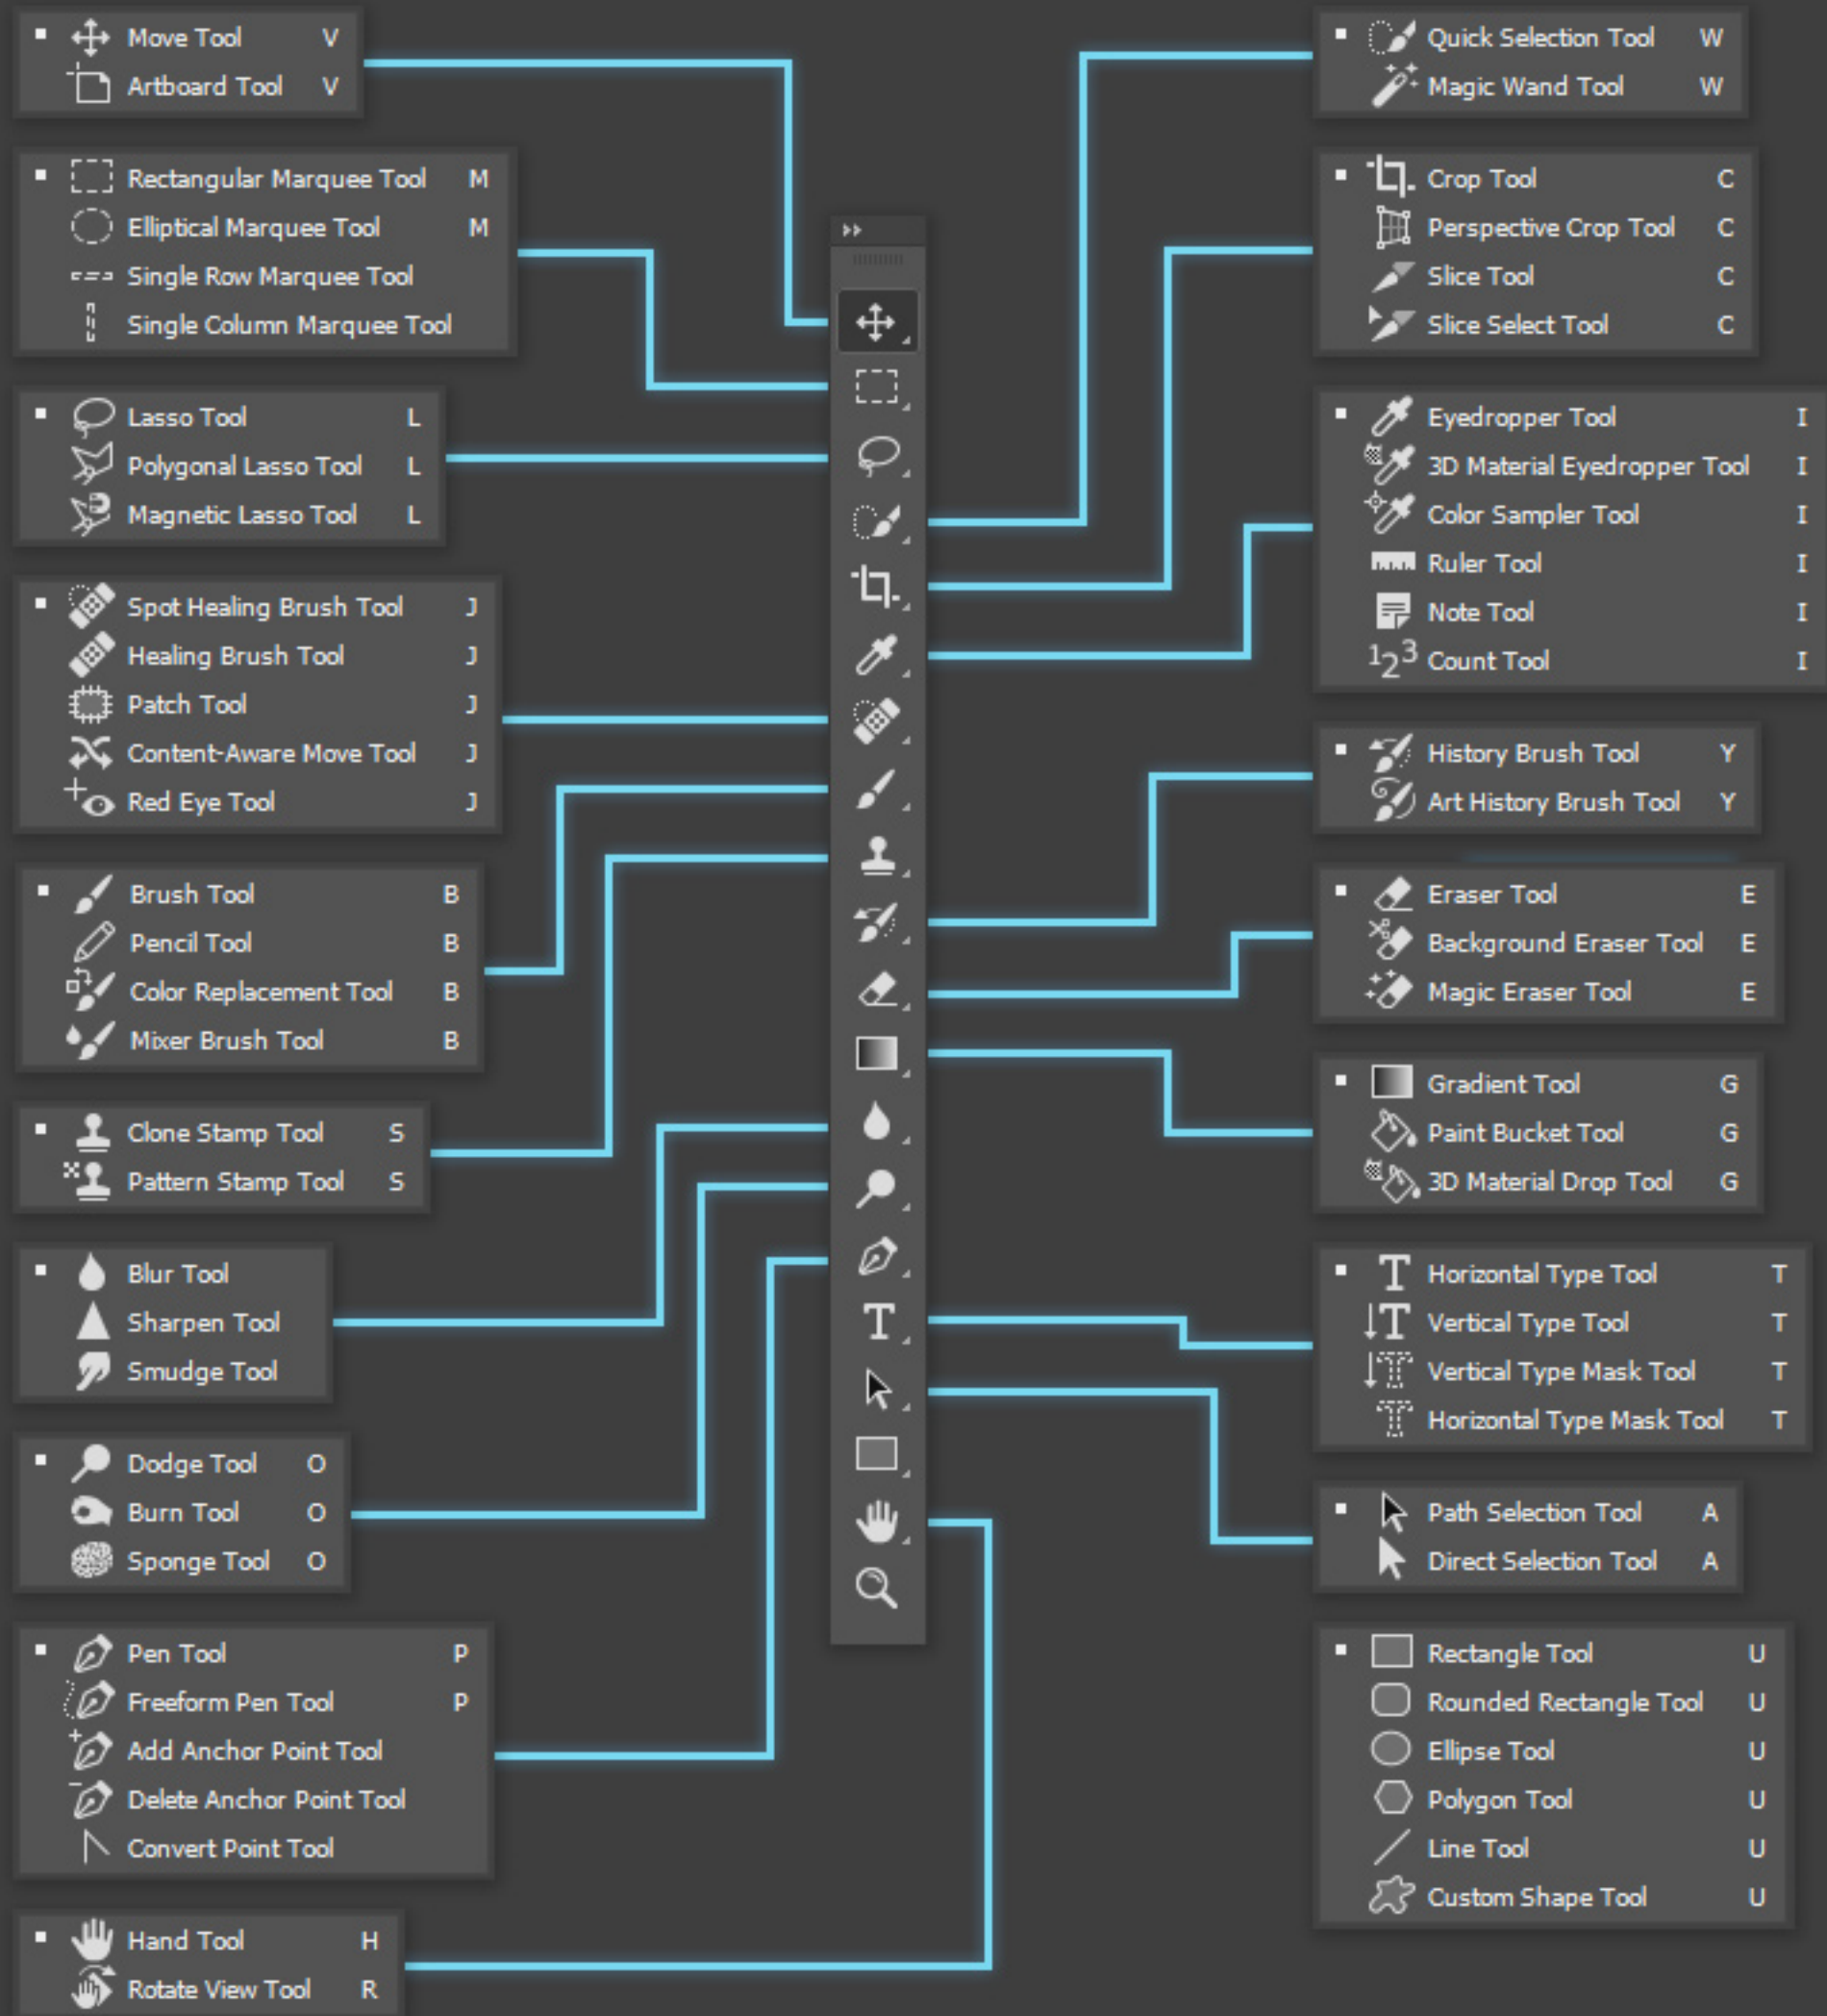 Move Tool V
Artboard Tool V
Rectangular Marquee Tool M
Elliptical Marquee Tool M
Single Row Marquee Tool
Single Column Marquee Tool
Lasso Tool L
Polygonal Lasso Tool L
Magnetic Lasso Tool L
Spot Healing Brush Tool J
Healing Brush Tool J
Patch Tool J
Content-Aware Move Tool J
Red Eye Tool J
Brush Tool B
Pencil Tool B
Color Replacement Tool B
Mixer Brush Tool B
Clone Stamp Tool S
Pattern Stamp Tool S
Blur Tool
Sharpen Tool
Smudge Tool
Dodge Tool O
Burn Tool O
Sponge Tool O
Pen Tool P
Freeform Pen Tool P
Add Anchor Point Tool
Delete Anchor Point Tool
Convert Point Tool
Hand Tool H
Rotate View Tool R
T
Quick Selection Tool W
Magic Wand Tool W
Crop Tool C
Perspective Crop Tool C
Slice Tool C
Slice Select Tool C
Eyedropper Tool I
3D Material Eyedropper Tool I
Color Sampler Tool I
Ruler Tool I
Note Tool I
123 Count Tool I
History Brush Tool Y
Art History Brush Tool Y
Eraser Tool E
Background Eraser Tool E
Magic Eraser Tool E
Gradient Tool G
Paint Bucket Tool G
3D Material Drop Tool G
T Horizontal Type Tool T
T Vertical Type Tool T
T Vertical Type Mask Tool T
T Horizontal Type Mask Tool T
Path Selection Tool A
Direct Selection Tool A
Rectangle Tool U
Rounded Rectangle Tool U
Ellipse Tool U
Polygon Tool U
Line Tool U
Custom Shape Tool U